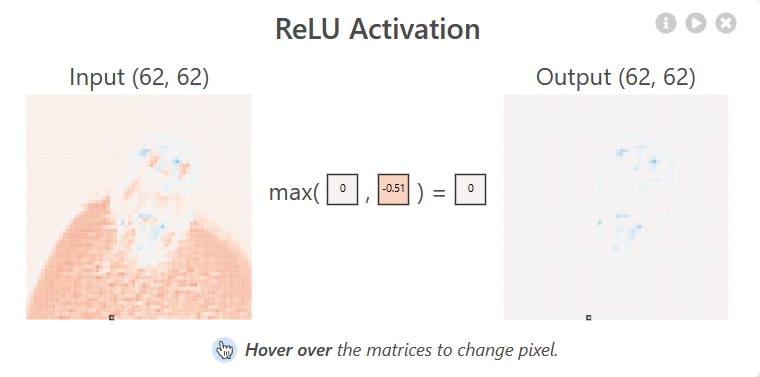 ReLU Activation
Input (62, 62)
Output (62, 62)
max( 0 , -0.51 ) = 0
Hover over the matrices to change pixel.